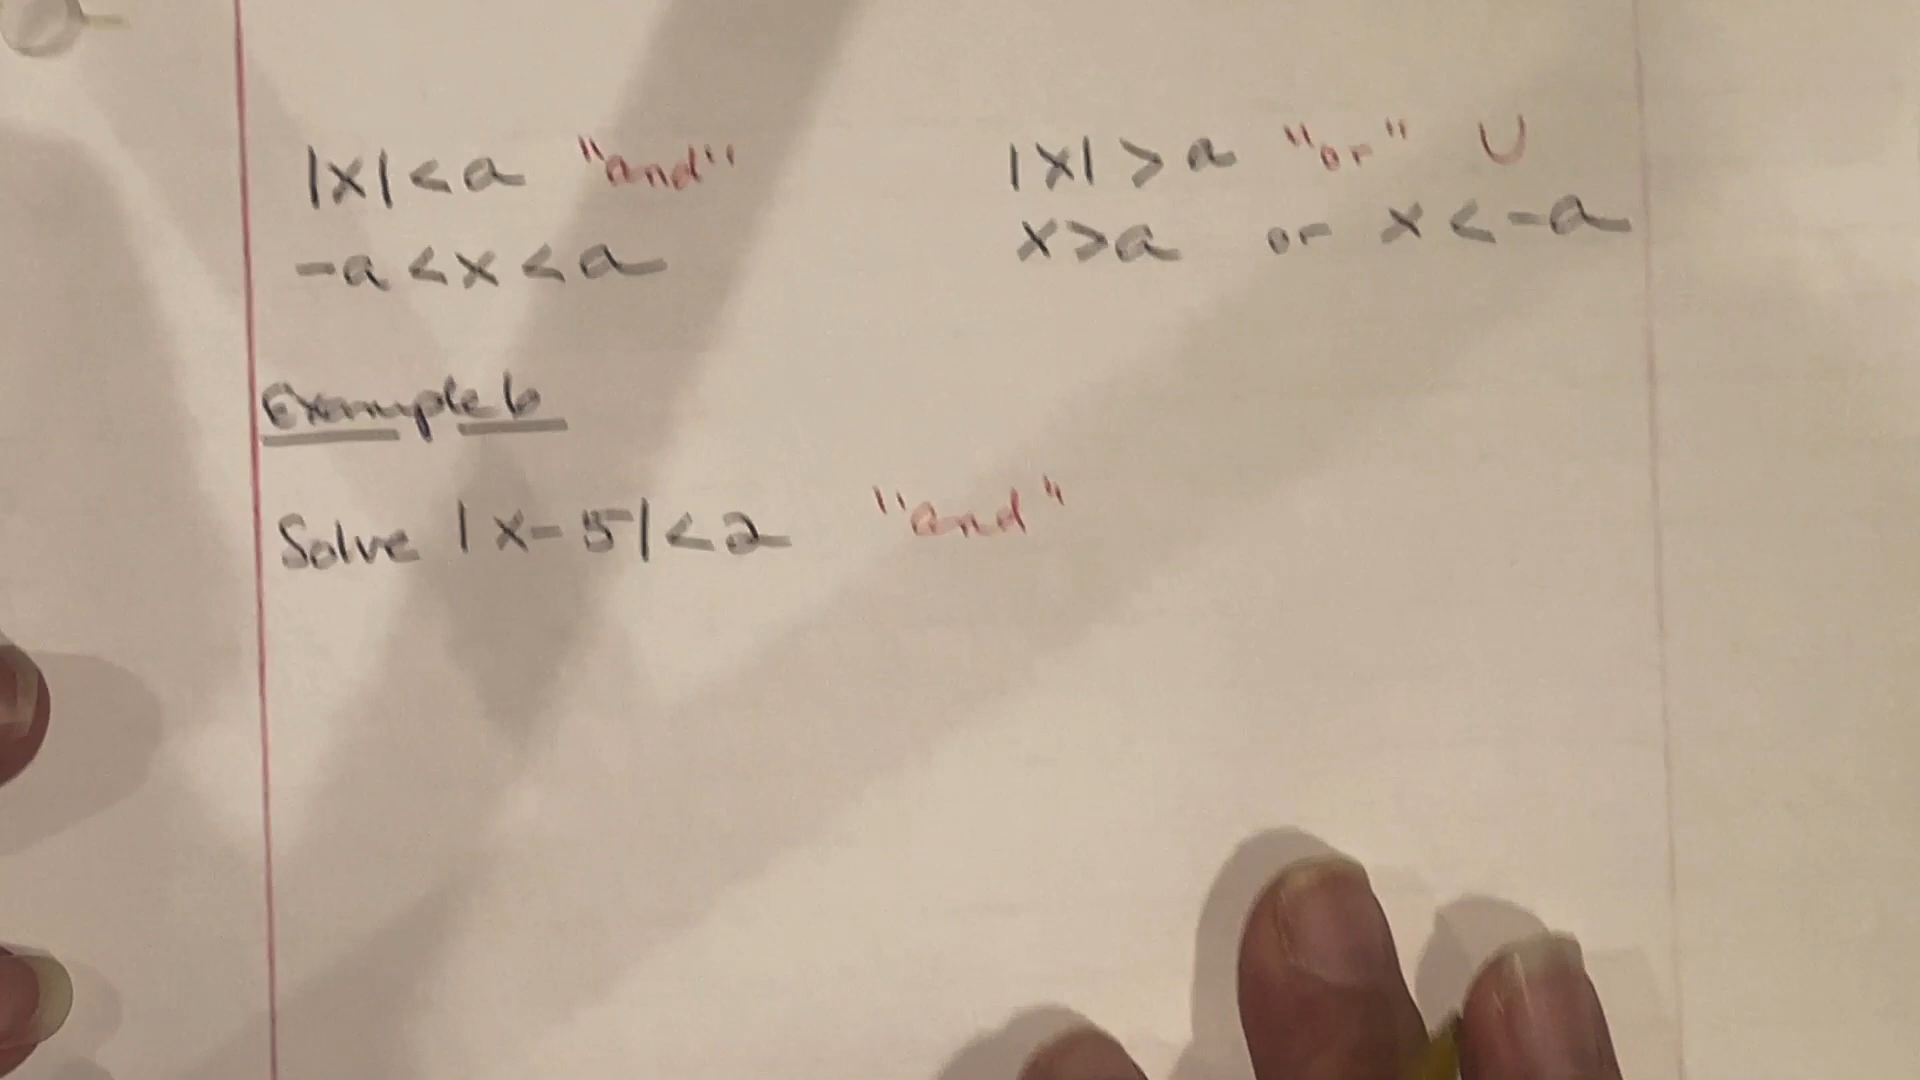 |x| < a "and"
-a < x < a
|x| > a "or" ∪
x > a or x < -a
Example 6
Solve |x - 5| < 2 "and"